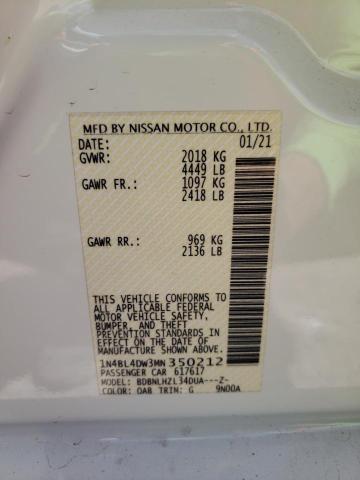 MFD BY NISSAN MOTOR CO., LTD.
DATE: 01/21
GVWR: 2018 KG
4449 LB
GAWR FR.: 1097 KG
2418 LB
GAWR RR.: 969 KG
2136 LB
THIS VEHICLE CONFORMS TO
ALL APPLICABLE FEDERAL
MOTOR VEHICLE SAFETY,
BUMPER, AND THEFT
PREVENTION STANDARDS IN
EFFECT ON THE DATE OF
MANUFACTURE SHOWN ABOVE.
1N4BL4DW3MN350212
PASSENGER CAR 617617
MODEL: BDBNLHZL34DUA---Z-
COLOR: QAB TRIM: G 9N00A